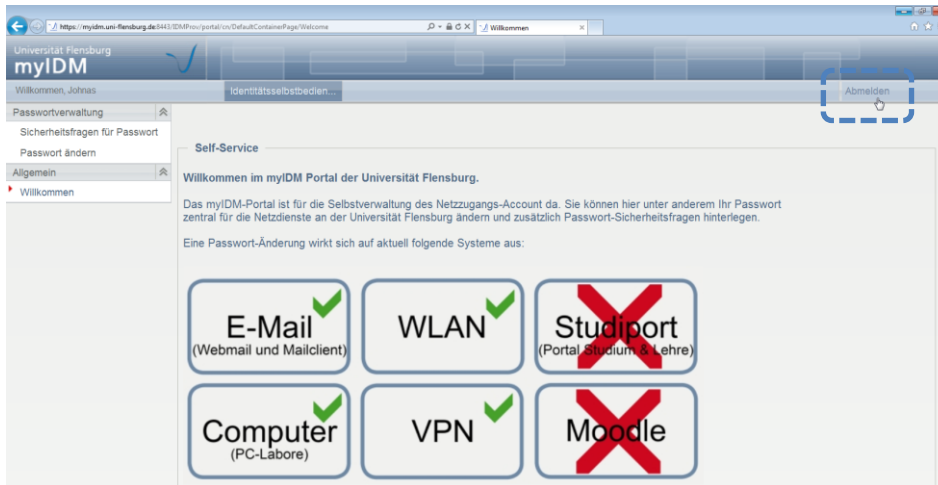 https://myidm.uni-flensburg.de:8443/IDMProv/portal/cn/DefaultContainerPage/Welcome
Willkommen
Universität Flensburg
myIDM
Willkommen, Johnas
Identitätsselbstbedien...
Abmelden
Passwortverwaltung
Sicherheitsfragen für Passwort
Passwort ändern
Allgemein
Willkommen
Self-Service
Willkommen im myIDM Portal der Universität Flensburg.
Das myIDM-Portal ist für die Selbstverwaltung des Netzzugangs-Account da. Sie können hier unter anderem Ihr Passwort
zentral für die Netzdienste an der Universität Flensburg ändern und zusätzlich Passwort-Sicherheitsfragen hinterlegen.
Eine Passwort-Änderung wirkt sich auf aktuell folgende Systeme aus:
E-Mail
(Webmail und Mailclient)
WLAN
Studiport
(Portal Studium & Lehre)
Computer
(PC-Labore)
VPN
Moodle